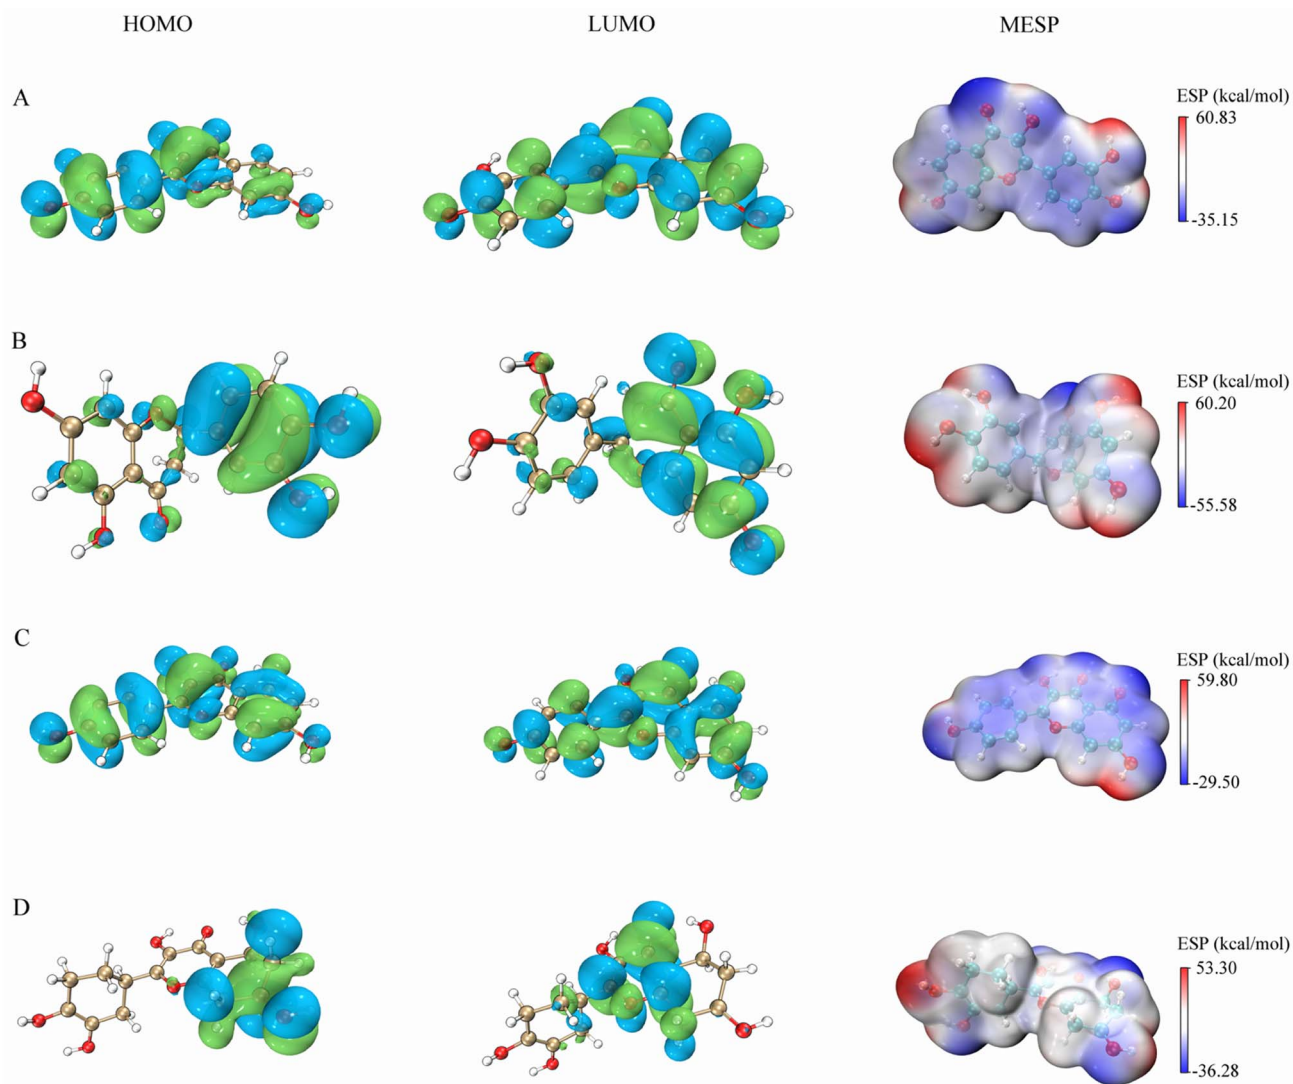 HOMO LUMO MESP
A
ESP (kcal/mol)
60.83
-35.15
B
ESP (kcal/mol)
60.20
-55.58
C
ESP (kcal/mol)
59.80
-29.50
D
ESP (kcal/mol)
53.30
-36.28